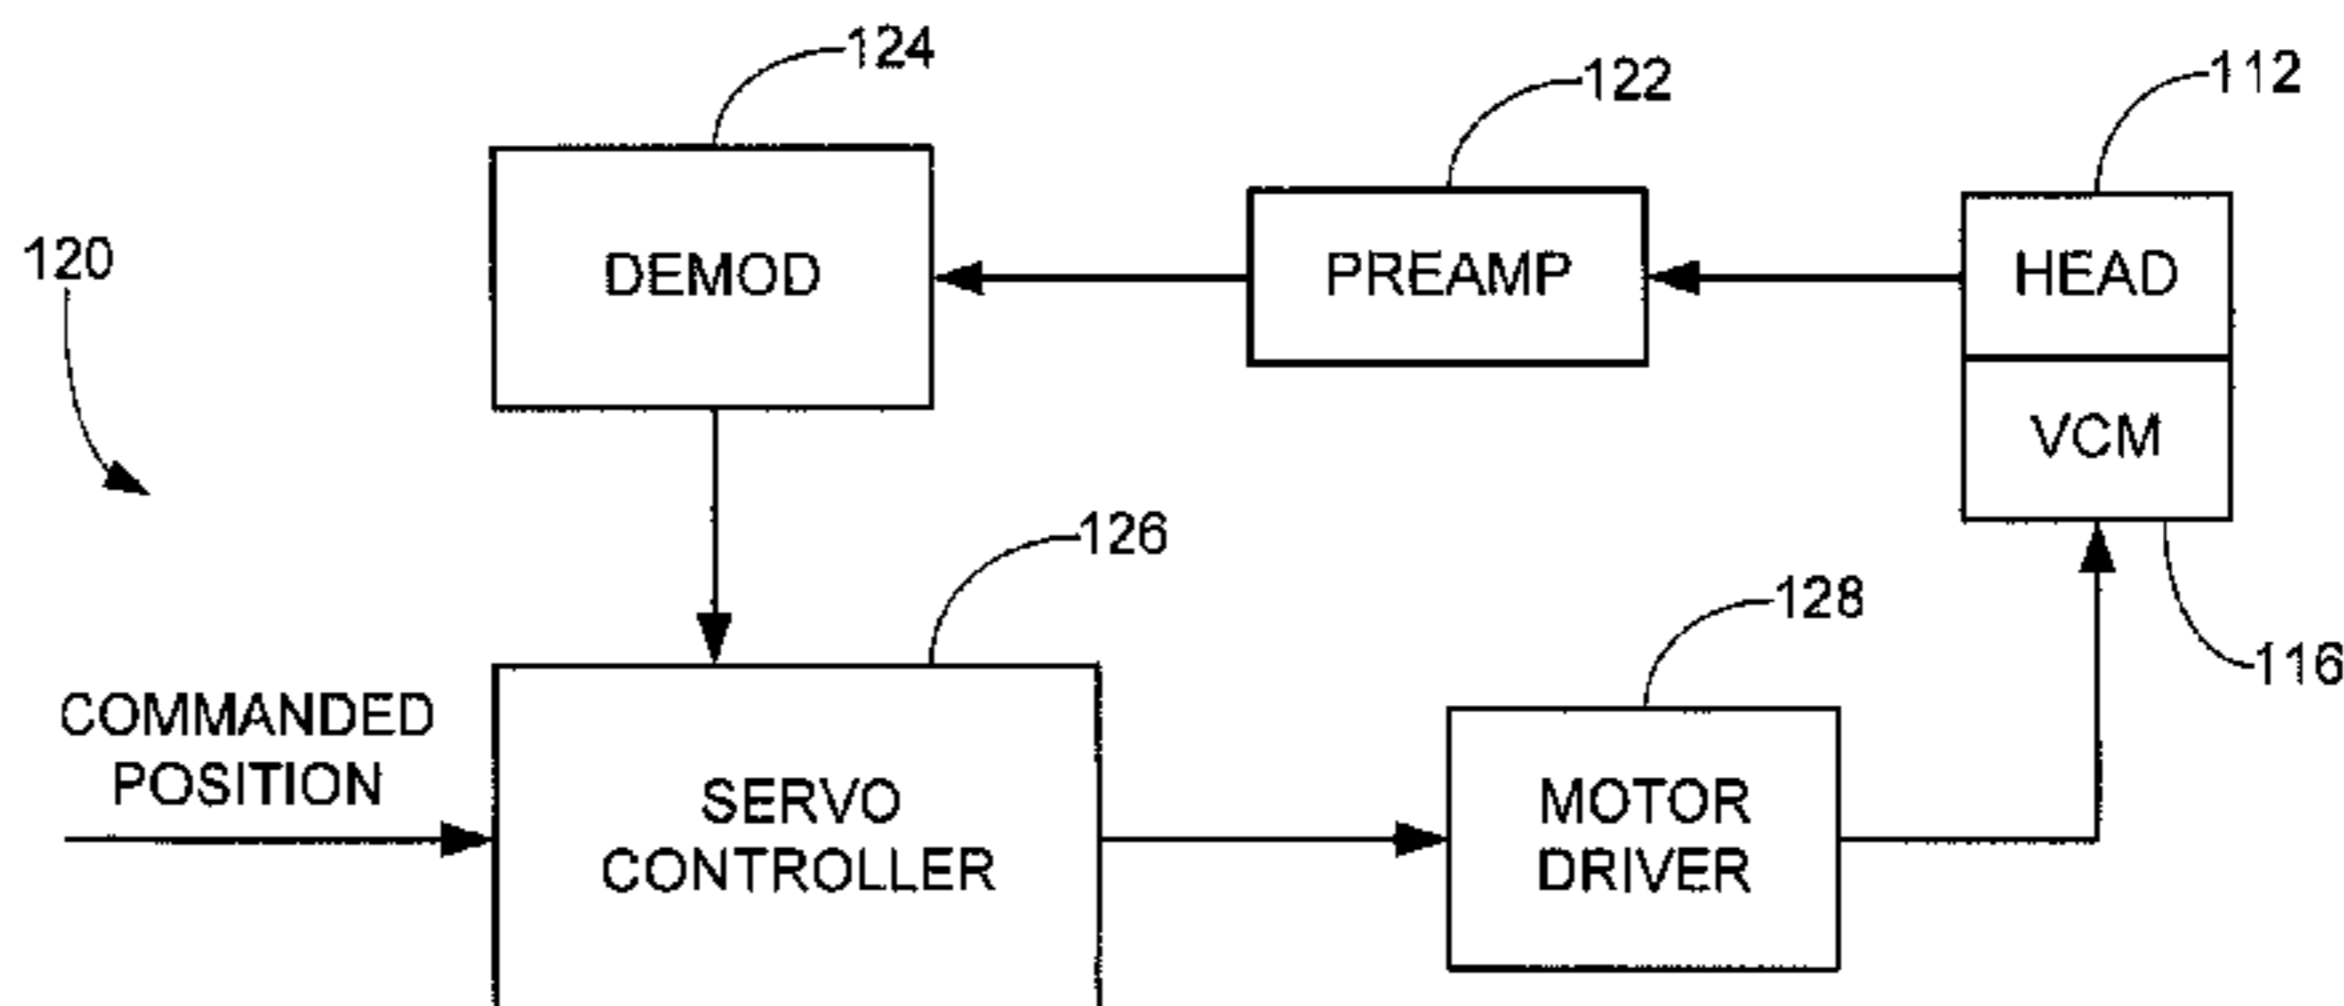 124
122
112
120
DEMOD
PREAMP
HEAD
VCM
126
128
116
COMMANDED
POSITION
SERVO
CONTROLLER
MOTOR
DRIVER